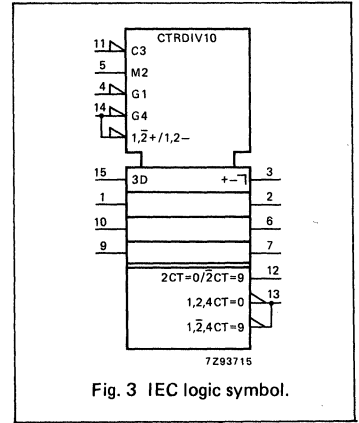 CTRDIV10
11 C3
5 M2
4 G1
14 G4
1,2̅+/1,2−
15 3D +−¬ 3
1 2
10 6
9 7
2CT=0/2̅CT=9 12
1,2,4CT=0 13
1,2̅,4CT=9
7Z93715
Fig. 3 IEC logic symbol.